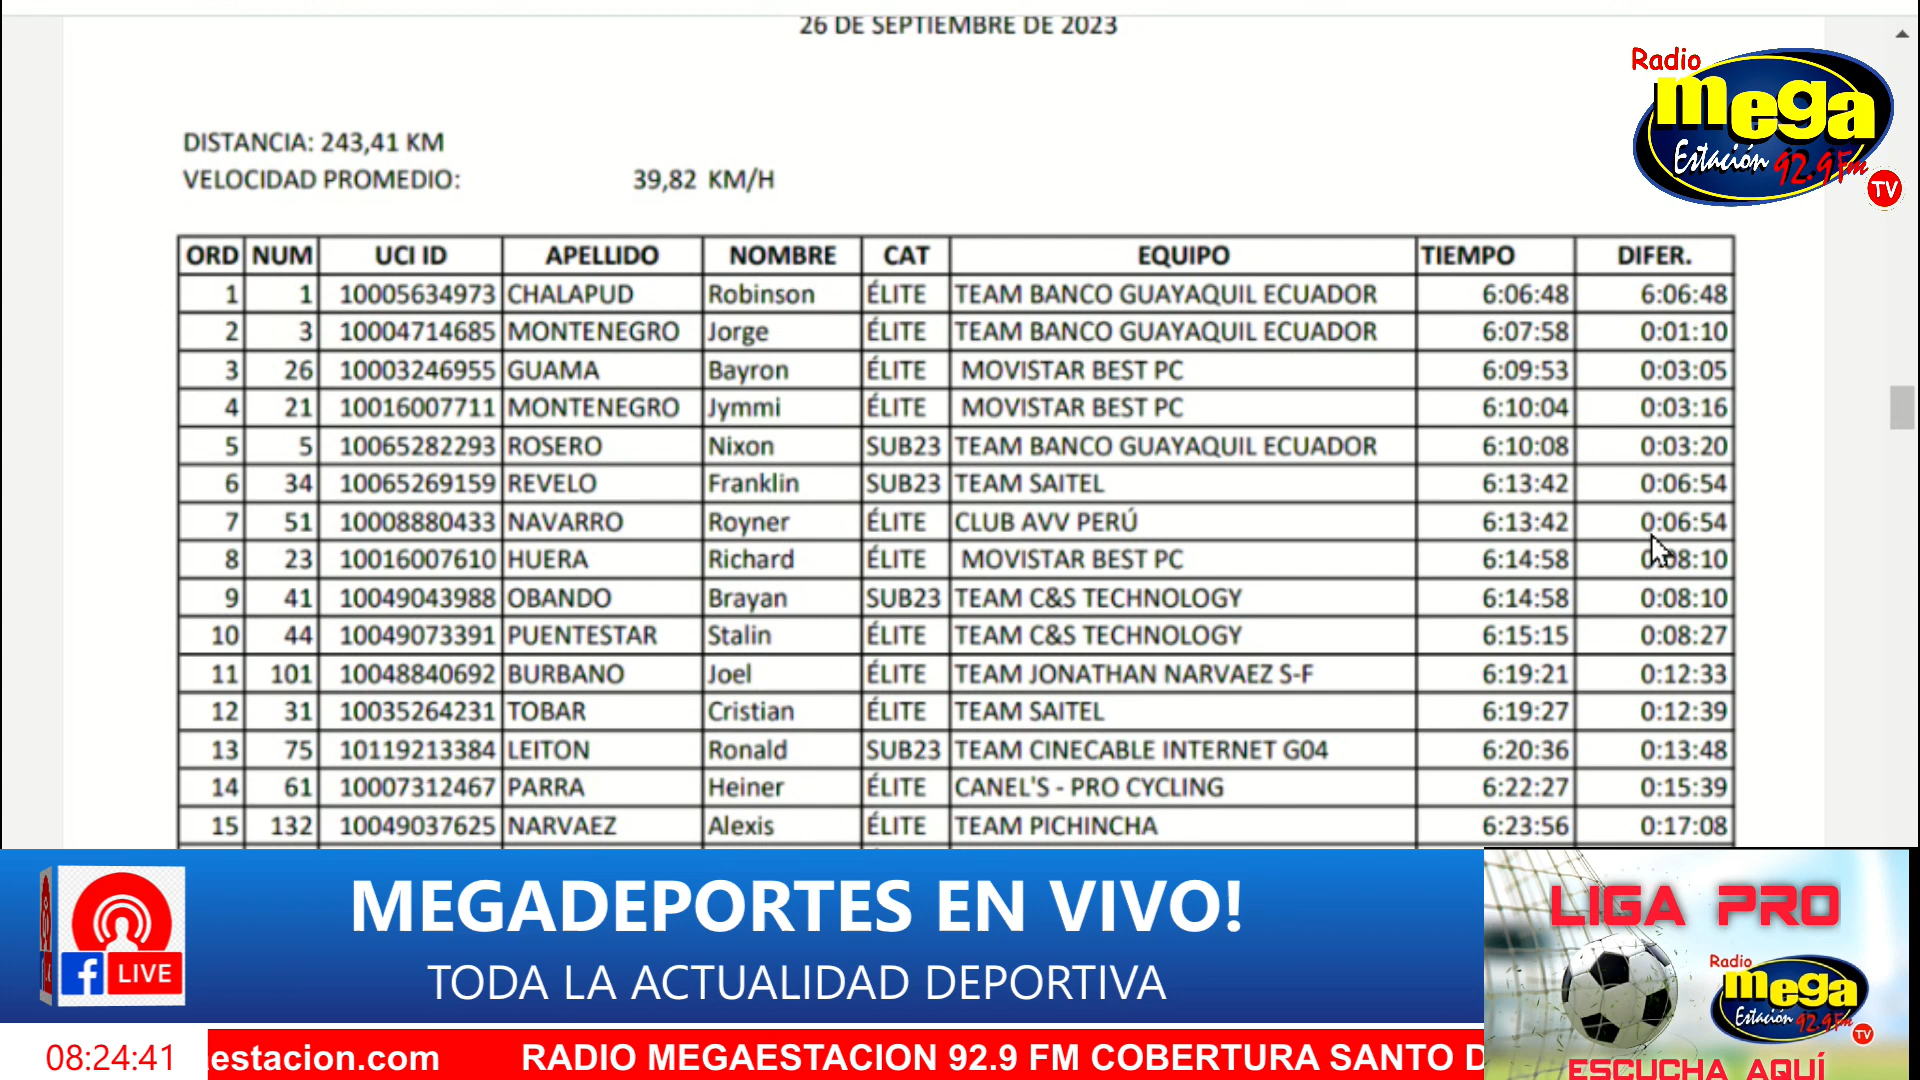 26 DE SEPTIEMBRE DE 2023
Radio
mega
Estación 92.9 Fm
TV
DISTANCIA: 243,41 KM
VELOCIDAD PROMEDIO: 39,82 KM/H
ORD NUM UCI ID APELLIDO NOMBRE CAT EQUIPO TIEMPO DIFER.
1 1 10005634973 CHALAPUD Robinson ÉLITE TEAM BANCO GUAYAQUIL ECUADOR 6:06:48 6:06:48
2 3 10004714685 MONTENEGRO Jorge ÉLITE TEAM BANCO GUAYAQUIL ECUADOR 6:07:58 0:01:10
3 26 10003246955 GUAMA Bayron ÉLITE MOVISTAR BEST PC 6:09:53 0:03:05
4 21 10016007711 MONTENEGRO Jymmi ÉLITE MOVISTAR BEST PC 6:10:04 0:03:16
5 5 10065282293 ROSERO Nixon SUB23 TEAM BANCO GUAYAQUIL ECUADOR 6:10:08 0:03:20
6 34 10065269159 REVELO Franklin SUB23 TEAM SAITEL 6:13:42 0:06:54
7 51 10008880433 NAVARRO Royner ÉLITE CLUB AVV PERÚ 6:13:42 0:06:54
8 23 10016007610 HUERA Richard ÉLITE MOVISTAR BEST PC 6:14:58 0:08:10
9 41 10049043988 OBANDO Brayan SUB23 TEAM C&S TECHNOLOGY 6:14:58 0:08:10
10 44 10049073391 PUENTESTAR Stalin ÉLITE TEAM C&S TECHNOLOGY 6:15:15 0:08:27
11 101 10048840692 BURBANO Joel ÉLITE TEAM JONATHAN NARVAEZ S-F 6:19:21 0:12:33
12 31 10035264231 TOBAR Cristian ÉLITE TEAM SAITEL 6:19:27 0:12:39
13 75 10119213384 LEITON Ronald SUB23 TEAM CINECABLE INTERNET G04 6:20:36 0:13:48
14 61 10007312467 PARRA Heiner ÉLITE CANEL'S - PRO CYCLING 6:22:27 0:15:39
15 132 10049037625 NARVAEZ Alexis ÉLITE TEAM PICHINCHA 6:23:56 0:17:08
f LIVE
MEGADEPORTES EN VIVO!
TODA LA ACTUALIDAD DEPORTIVA
LIGA PRO
Radio
mega
Estación 92.9 Fm
TV
ESCUCHA AQUÍ
08:24:41 estacion.com RADIO MEGAESTACION 92.9 FM COBERTURA SANTO D